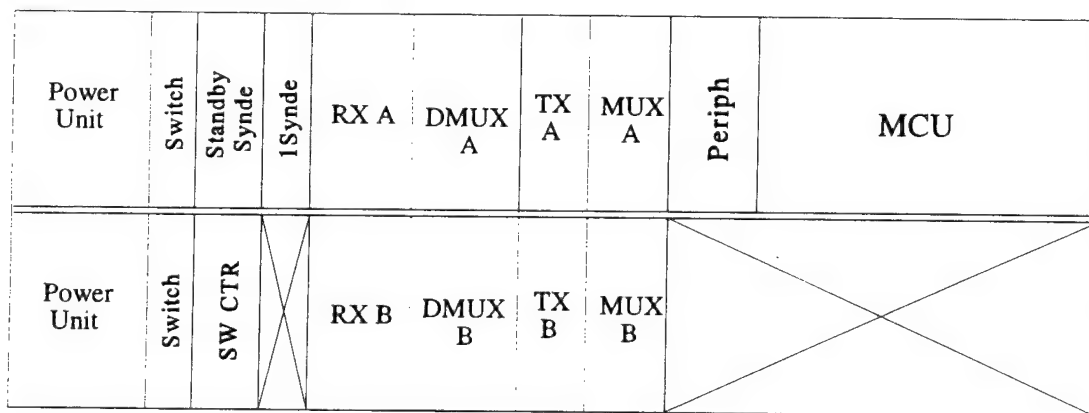 Power
Unit
Switch
Standby
Synde
1Synde
RX A
DMUX
A
TX
A
MUX
A
Periph
MCU
Power
Unit
Switch
SW CTR
RX B
DMUX
B
TX
B
MUX
B